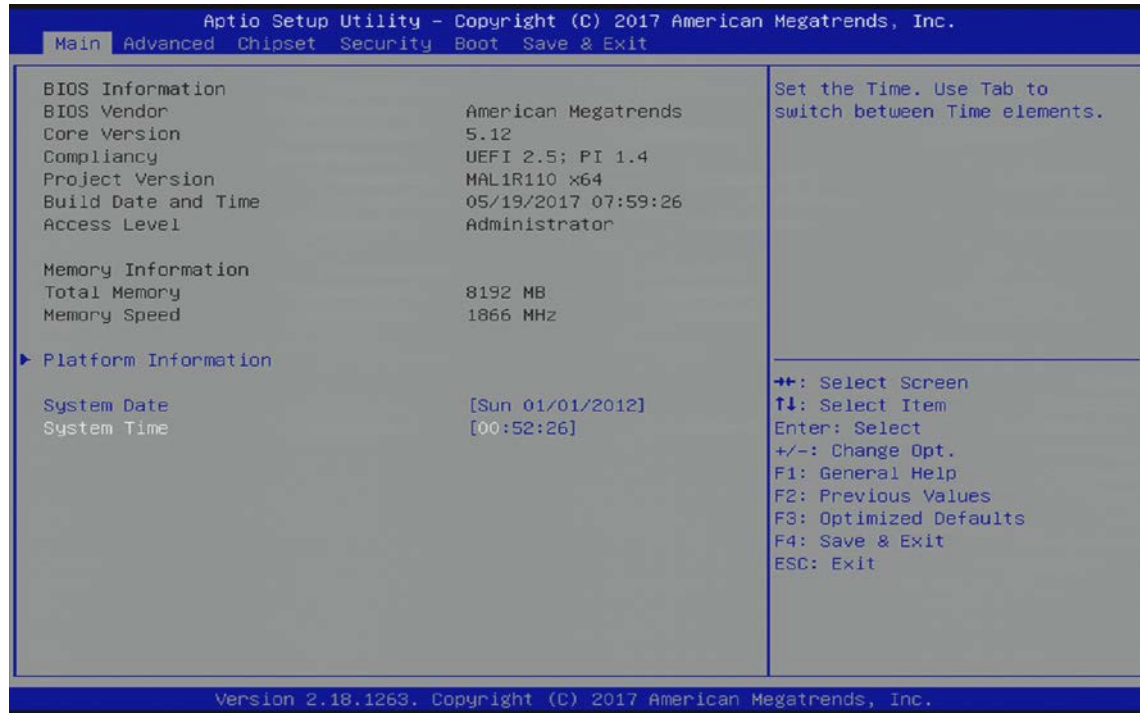 Aptio Setup Utility – Copyright (C) 2017 American Megatrends, Inc.
Main Advanced Chipset Security Boot Save & Exit
BIOS Information
BIOS Vendor American Megatrends
Core Version 5.12
Compliancy UEFI 2.5; PI 1.4
Project Version MAL1R110 x64
Build Date and Time 05/19/2017 07:59:26
Access Level Administrator
Memory Information
Total Memory 8192 MB
Memory Speed 1866 MHz
▶ Platform Information
System Date [Sun 01/01/2012]
System Time [00:52:26]
Set the Time. Use Tab to
switch between Time elements.
→←: Select Screen
↑↓: Select Item
Enter: Select
+/-: Change Opt.
F1: General Help
F2: Previous Values
F3: Optimized Defaults
F4: Save & Exit
ESC: Exit
Version 2.18.1263. Copyright (C) 2017 American Megatrends, Inc.